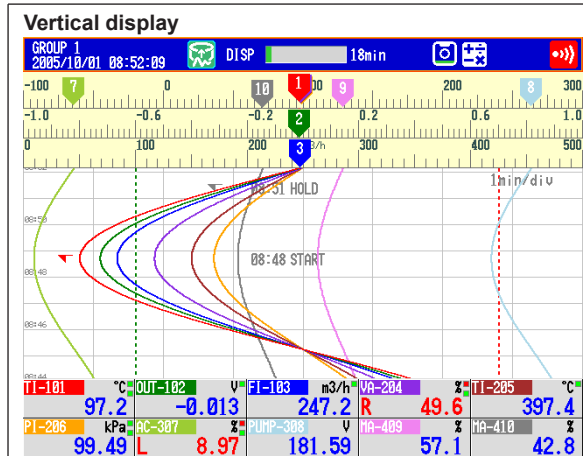 Vertical display
GROUP 1
2005/10/01 08:52:09 DISP 18min
-100 0 00 200 300
7 10 1 9 8
-1.0 -0.6 -0.2 0.2 0.6 1.0
2
0 100 200 3/h 400 500
3
1min/div
08:51 HOLD
08:50
08:48 START
08:48
08:46
08:44
TI-101 °C OUT-102 V FI-103 m3/h VA-204 % TI-205 °C
97.2 -0.013 247.2 R 49.6 397.4
PI-206 kPa AC-307 % PUMP-308 V MA-409 % MA-410 %
99.49 L 8.97 181.59 57.1 42.8